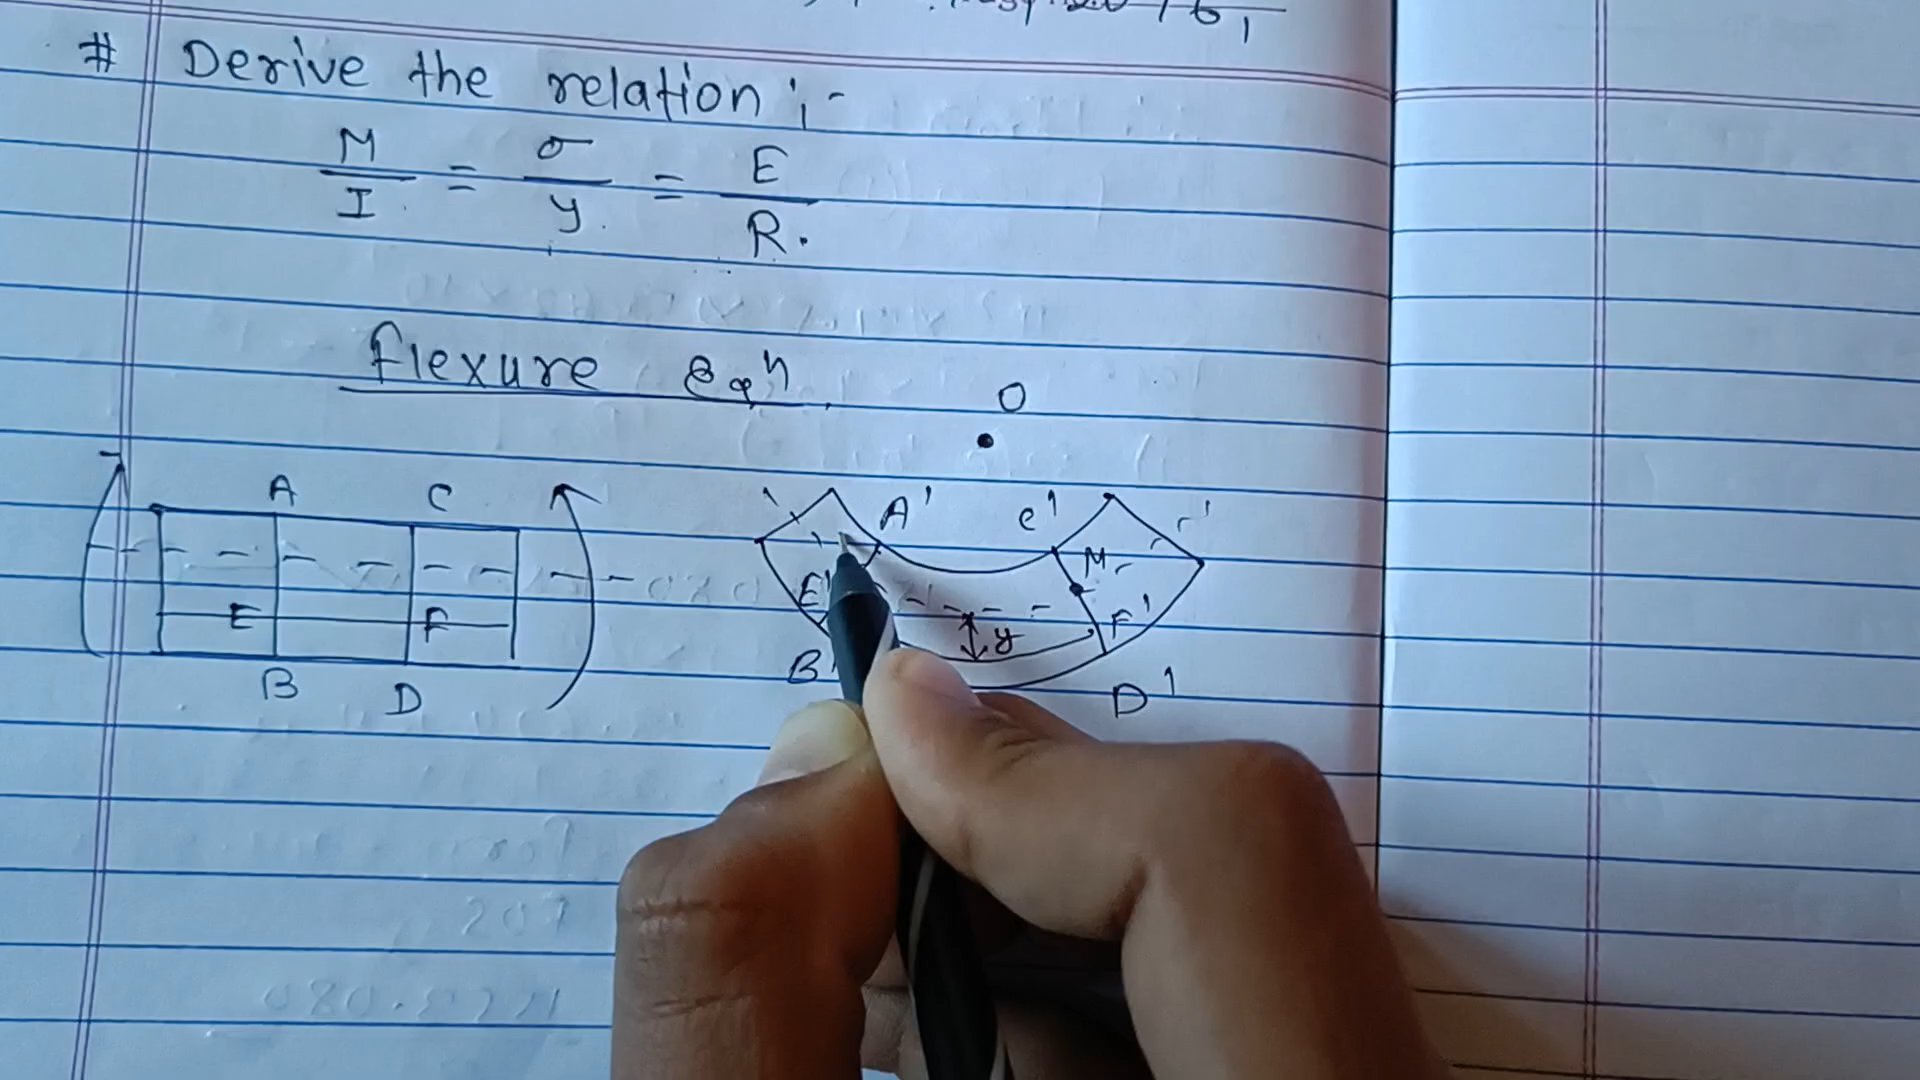 # Derive the relation :-
M/I = σ/y = E/R.
Flexure eqⁿ
O
A C A' C'
M
E F E' F'
y
B D B' D'